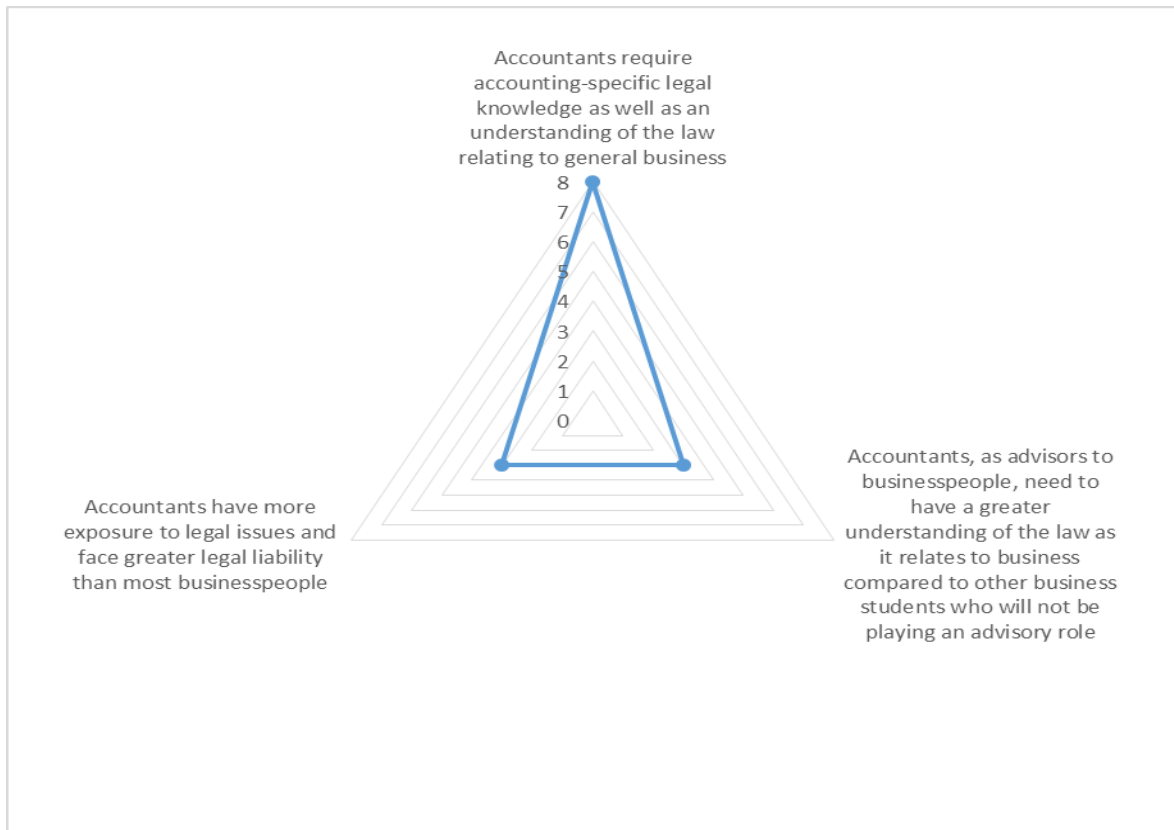 Accountants require
accounting-specific legal
knowledge as well as an
understanding of the law
relating to general business
8
7
6
5
4
3
2
1
0
Accountants, as advisors to
businesspeople, need to
have a greater
understanding of the law as
it relates to business
compared to other business
students who will not be
playing an advisory role
Accountants have more
exposure to legal issues and
face greater legal liability
than most businesspeople